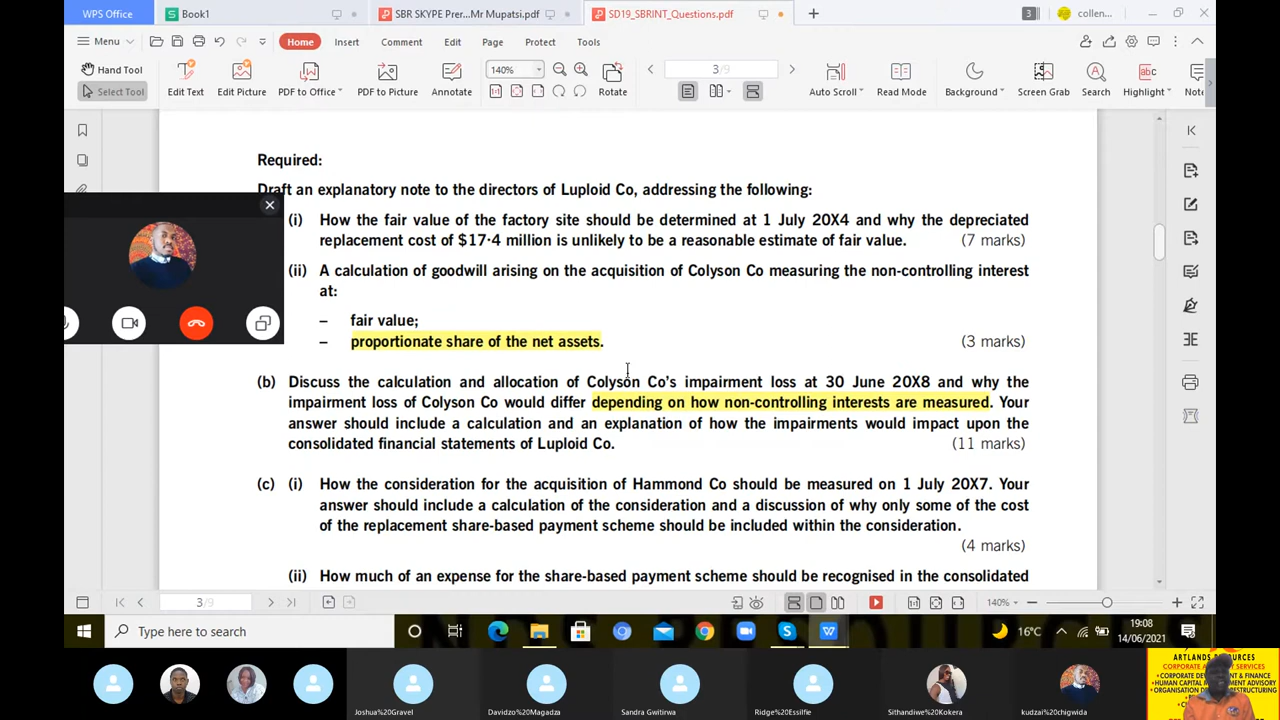 WPS Office
Book1
SBR SKYPE Prer...Mr Mupatsi.pdf
SD19_SBRINT_Questions.pdf
3
collen...
Menu
Home
Insert
Comment
Edit
Page
Protect
Tools
Hand Tool
Select Tool
Edit Text
Edit Picture
PDF to Office
PDF to Picture
Annotate
140%
Rotate
3/9
Auto Scroll
Read Mode
Background
Screen Grab
Search
Highlight
Required:
Draft an explanatory note to the directors of Luploid Co, addressing the following:
(i) How the fair value of the factory site should be determined at 1 July 20X4 and why the depreciated
replacement cost of $17·4 million is unlikely to be a reasonable estimate of fair value. (7 marks)
(ii) A calculation of goodwill arising on the acquisition of Colyson Co measuring the non-controlling interest
at:
– fair value;
– proportionate share of the net assets. (3 marks)
(b) Discuss the calculation and allocation of Colyson Co's impairment loss at 30 June 20X8 and why the
impairment loss of Colyson Co would differ depending on how non-controlling interests are measured. Your
answer should include a calculation and an explanation of how the impairments would impact upon the
consolidated financial statements of Luploid Co. (11 marks)
(c) (i) How the consideration for the acquisition of Hammond Co should be measured on 1 July 20X7. Your
answer should include a calculation of the consideration and a discussion of why only some of the cost
of the replacement share-based payment scheme should be included within the consideration.
(4 marks)
(ii) How much of an expense for the share-based payment scheme should be recognised in the consolidated
3/9
140%
Type here to search
16°C
19:08
14/06/2021
Joshua%20Gravel
Davidzo%20Magadza
Sandra Gwitirwa
Ridge%20Essilfie
Sithandiwe%20Kokera
kudzai%20chigwida
CORPORATE